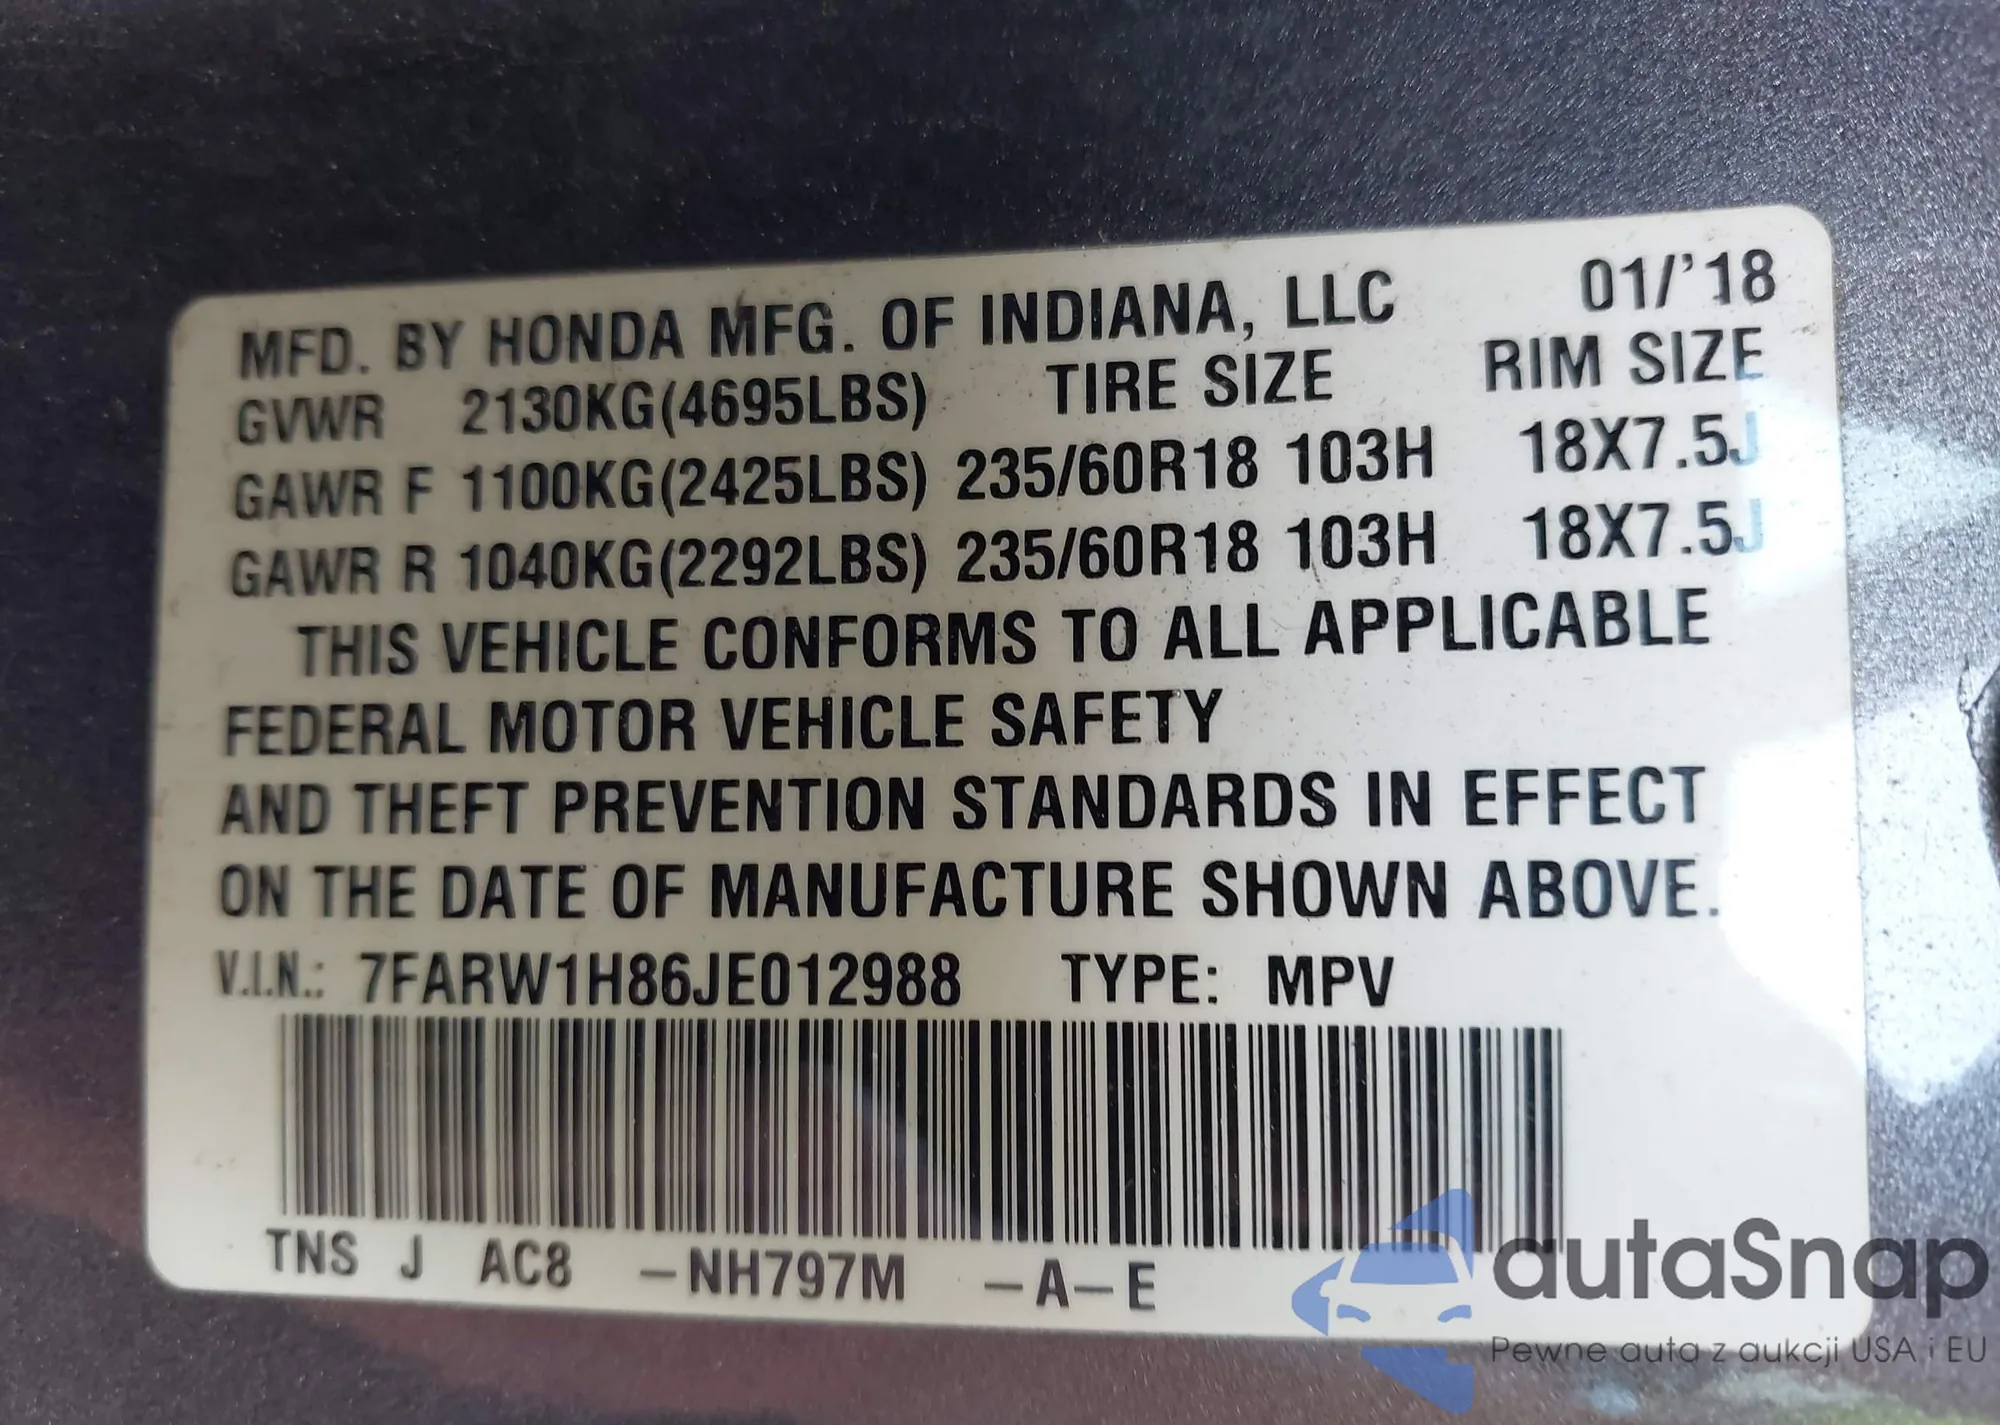 MFD. BY HONDA MFG. OF INDIANA, LLC 01/'18
GVWR 2130KG(4695LBS) TIRE SIZE RIM SIZE
GAWR F 1100KG(2425LBS) 235/60R18 103H 18X7.5J
GAWR R 1040KG(2292LBS) 235/60R18 103H 18X7.5J
THIS VEHICLE CONFORMS TO ALL APPLICABLE
FEDERAL MOTOR VEHICLE SAFETY
AND THEFT PREVENTION STANDARDS IN EFFECT
ON THE DATE OF MANUFACTURE SHOWN ABOVE.
V.I.N.: 7FARW1H86JE012988 TYPE: MPV
TNS J AC8 -NH797M -A-E
autaSnap
Pewne auta z aukcji USA i EU